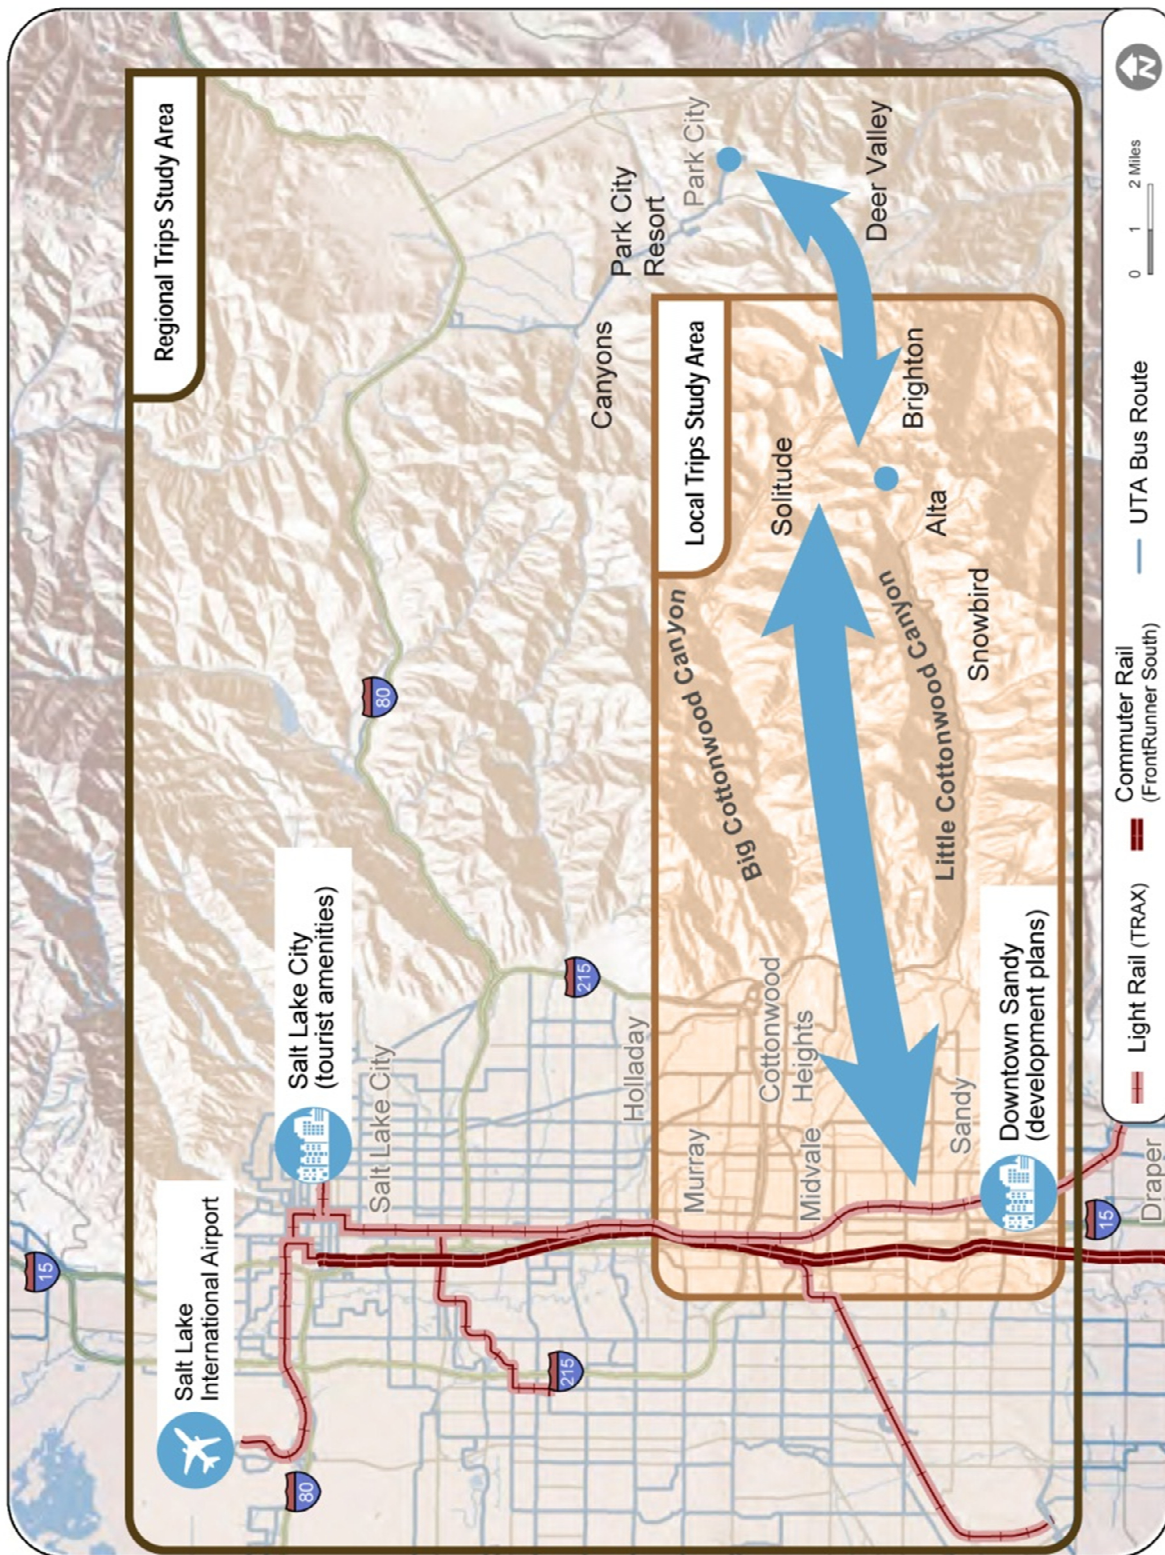 Regional Trips Study Area
Salt Lake
International Airport
Salt Lake City
(tourist amenities)
Salt Lake City
15
80
80
215
215
Holladay
Canyons
Park City
Resort
Park City
Deer Valley
Local Trips Study Area
Big Cottonwood Canyon
Solitude
Brighton
Alta
Snowbird
Little Cottonwood Canyon
Murray
Cottonwood
Heights
Midvale
Sandy
Downtown Sandy
(development plans)
15
Draper
Light Rail (TRAX)
Commuter Rail
(FrontRunner South)
UTA Bus Route
0 1 2 Miles
N